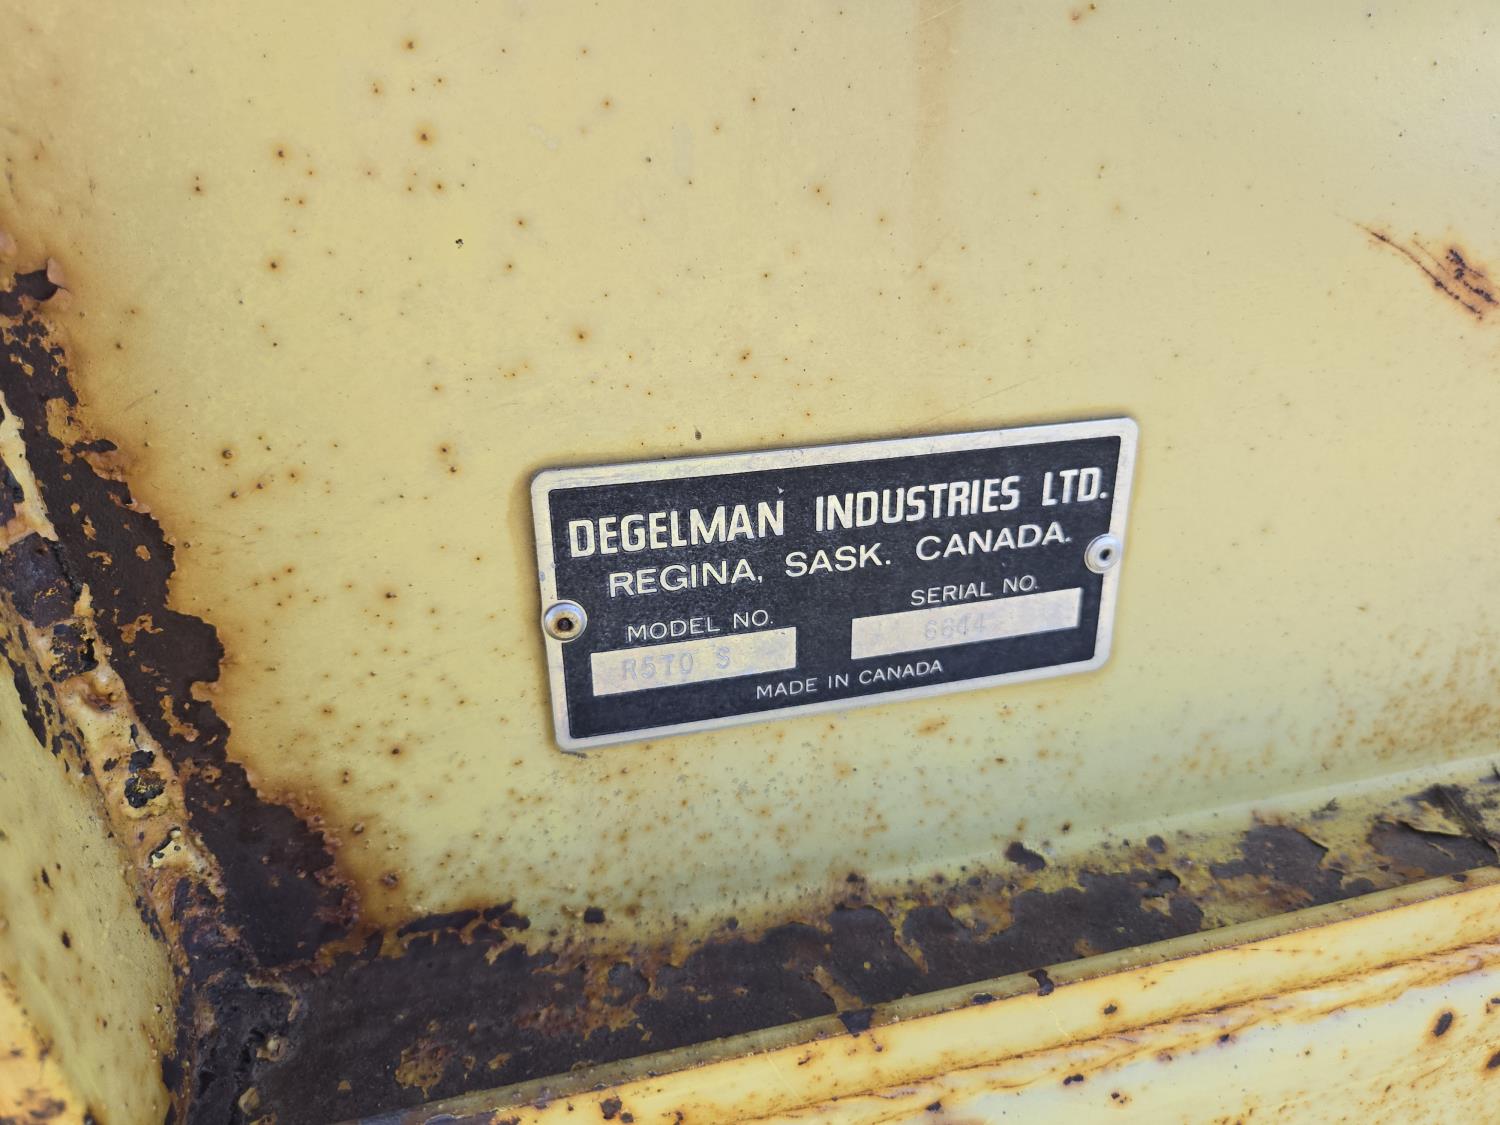 DEGELMAN INDUSTRIES LTD.
REGINA, SASK. CANADA.
MODEL NO. SERIAL NO.
R570 S 6644
MADE IN CANADA